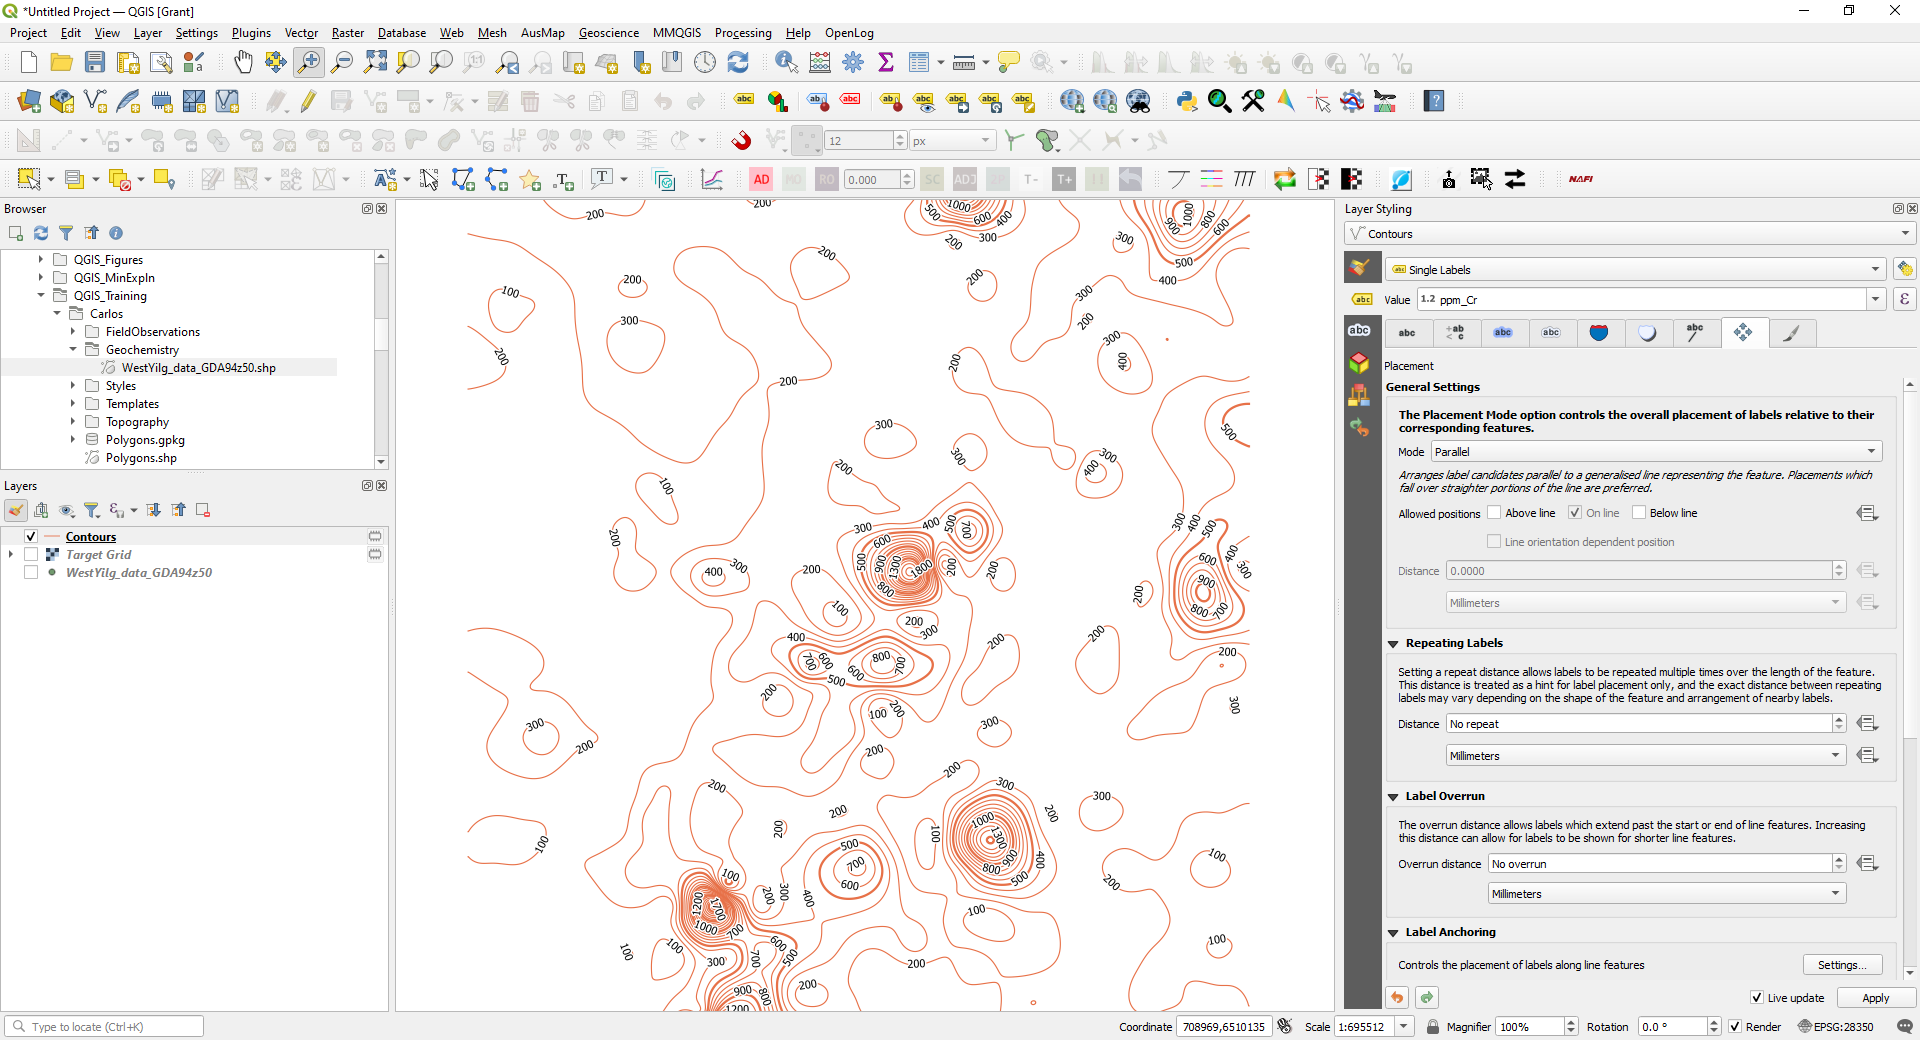 *Untitled Project — QGIS [Grant]
Project Edit View Layer Settings Plugins Vector Raster Database Web Mesh AusMap Geoscience MMQGIS Processing Help OpenLog
12 px
AD MO RO 0.000 SC ADJ T- T+ NAFI
Browser
QGIS_Figures
QGIS_MinExpIn
QGIS_Training
Carlos
FieldObservations
Geochemistry
WestYilg_data_GDA94z50.shp
Styles
Templates
Topography
Polygons.gpkg
Polygons.shp
Layers
Contours
Target Grid
WestYilg_data_GDA94z50
Layer Styling
Contours
Single Labels
Value 1.2 ppm_Cr
Placement
General Settings
The Placement Mode option controls the overall placement of labels relative to their
corresponding features.
Mode Parallel
Arranges label candidates parallel to a generalised line representing the feature. Placements which
fall over straighter portions of the line are preferred.
Allowed positions Above line On line Below line
Line orientation dependent position
Distance 0.0000
Millimeters
Repeating Labels
Setting a repeat distance allows labels to be repeated multiple times over the length of the feature.
This distance is treated as a hint for label placement only, and the exact distance between repeating
labels may vary depending on the shape of the feature and arrangement of nearby labels.
Distance No repeat
Millimeters
Label Overrun
The overrun distance allows labels which extend past the start or end of line features. Increasing
this distance can allow for labels to be shown for shorter line features.
Overrun distance No overrun
Millimeters
Label Anchoring
Controls the placement of labels along line features Settings...
Live update Apply
Type to locate (Ctrl+K)
Coordinate 708969,6510135 Scale 1:695512 Magnifier 100% Rotation 0.0 ° Render EPSG:28350